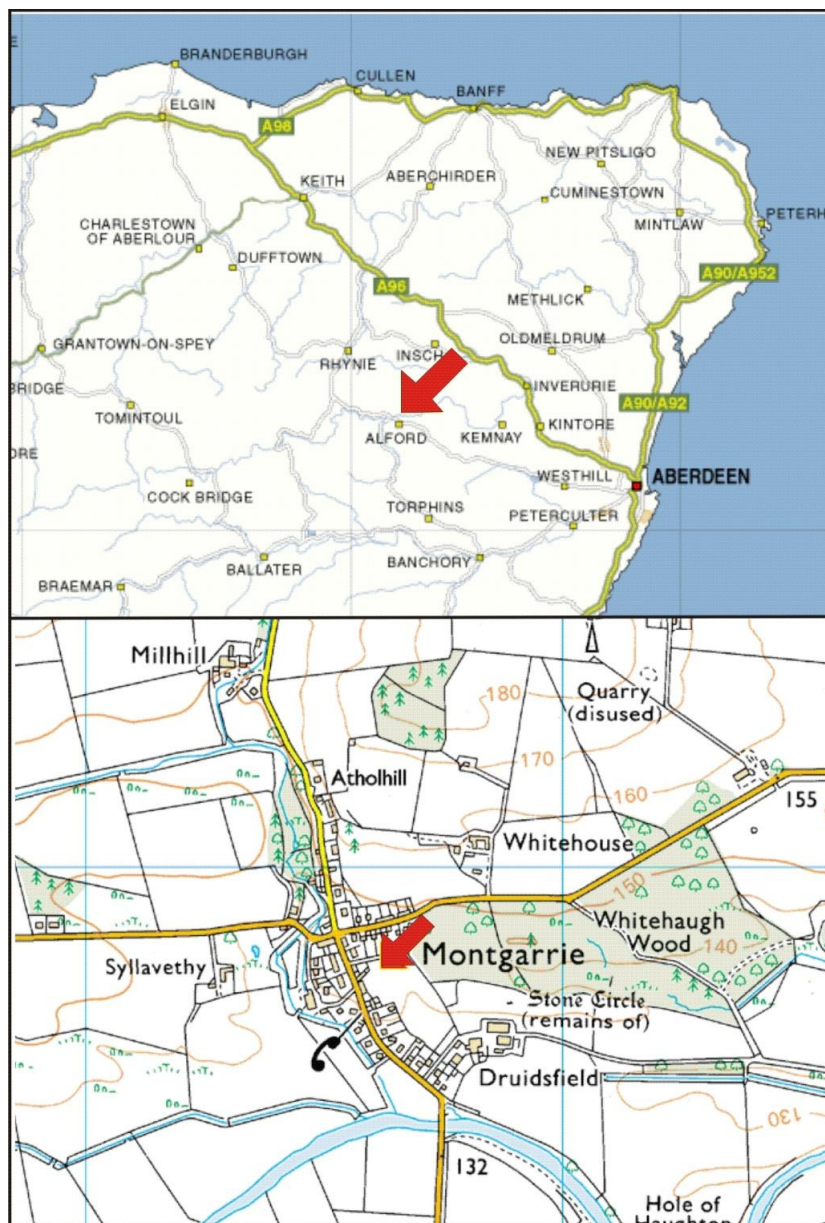 BRANDERBURGH
CULLEN
BANFF
ELGIN
A98
NEW PITSLIGO
KEITH
ABERCHIRDER
CUMINESTOWN
CHARLESTOWN
OF ABERLOUR
MINTLAW
PETERH
DUFFTOWN
A90/A952
A96
METHLICK
GRANTOWN-ON-SPEY
RHYNIE
INSCH
OLDMELDRUM
BRIDGE
INVERURIE
TOMINTOUL
A90/A92
ALFORD
KEMNAY
KINTORE
ORE
COCK BRIDGE
WESTHILL
ABERDEEN
TORPHINS
PETERCULTER
BALLATER
BANCHORY
BRAEMAR
Millhill
180
Quarry
(disused)
170
Atholhill
160
155
Whitehouse
150
Whitehaugh
Wood
140
Montgarrie
Syllavethy
Stone Circle
(remains of)
Druidsfield
130
132
Hole of